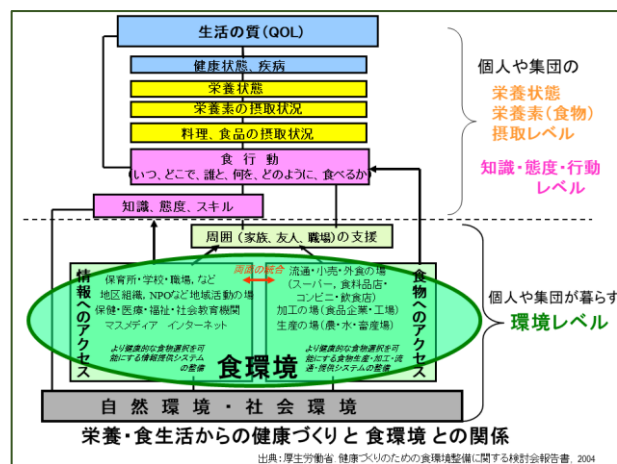 生活の質(QOL)
健康状態、疾病
栄養状態
栄養素の摂取状況
料理、食品の摂取状況
食 行 動
(いつ、どこで、誰と、何を、どのように、食べるか)
知識、態度、スキル
周囲(家族、友人、職場)の支援
個人や集団の
栄養状態
栄養素(食物)
摂取レベル
知識・態度・行動
レベル
情報へのアクセス
保育所・学校・職場、など
地区組織、NPOなど地域活動の場
保健・医療・福祉・社会教育機関
マスメディア インターネット
より健康的な食物選択を可
能にする情報提供システム
の整備
両者の統合
流通・小売・外食の場
(スーパー、食料品店・
コンビニ・飲食店)
加工の場(食品企業・工場)
生産の場(農・水・畜産場)
より健康的な食物選択を可
能にする食物生産・加工・流
通・提供システムの整備
食物へのアクセス
食環境
個人や集団が暮らす
環境レベル
自 然 環 境 ・ 社 会 環 境
栄養・食生活からの健康づくりと食環境との関係
出典:厚生労働省 健康づくりのための食環境整備に関する検討会報告書、2004